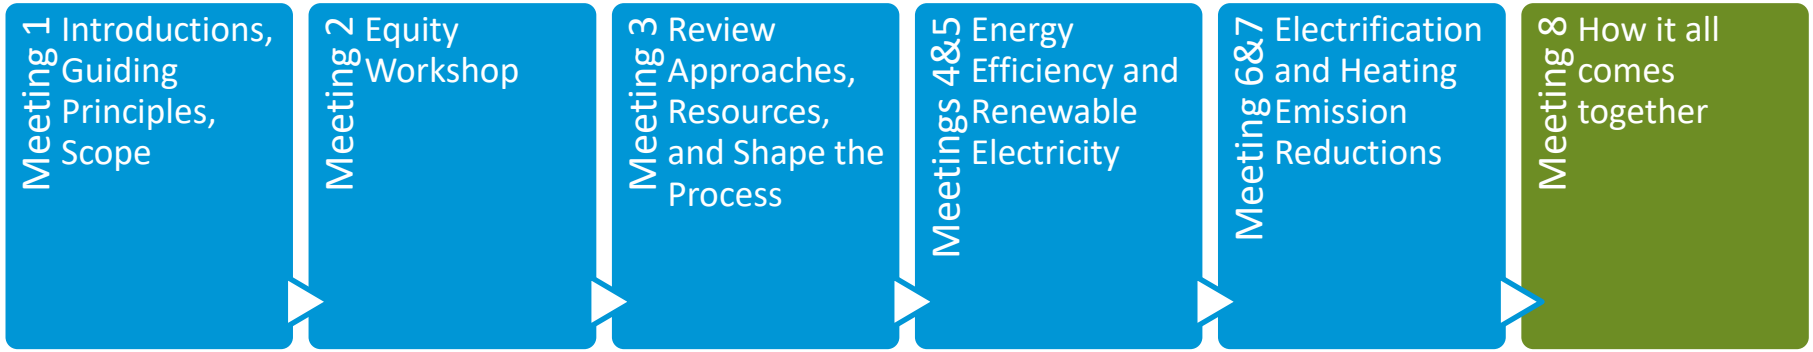 Meeting 1
Introductions,
Guiding
Principles,
Scope
Meeting 2
Equity
Workshop
Meeting 3
Review
Approaches,
Resources,
and Shape the
Process
Meetings 4&5
Energy
Efficiency and
Renewable
Electricity
Meeting 6&7
Electrification
and Heating
Emission
Reductions
Meeting 8
How it all
comes
together